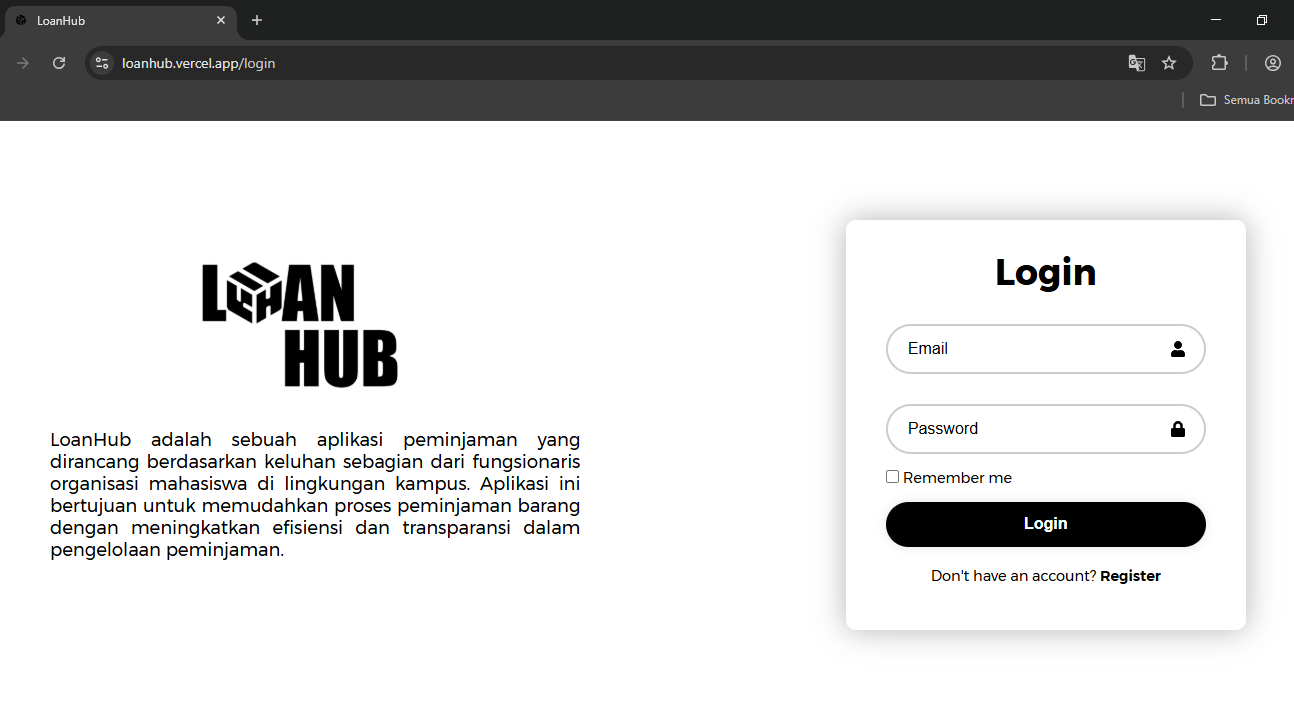 LoanHub
loanhub.vercel.app/login
Semua Bookr
LOAN
HUB
LoanHub adalah sebuah aplikasi peminjaman yang
dirancang berdasarkan keluhan sebagian dari fungsionaris
organisasi mahasiswa di lingkungan kampus. Aplikasi ini
bertujuan untuk memudahkan proses peminjaman barang
dengan meningkatkan efisiensi dan transparansi dalam
pengelolaan peminjaman.
Login
Email
Password
Remember me
Login
Don't have an account? Register